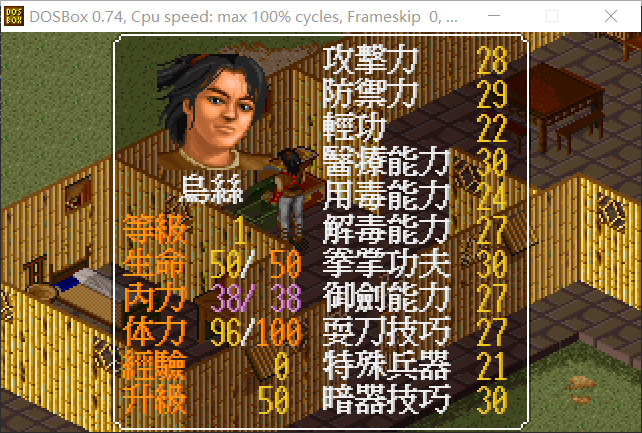 DOSBox 0.74, Cpu speed: max 100% cycles, Frameskip 0, ...
攻擊力 28
防禦力 29
輕功 22
醫療能力 30
烏絲 用毒能力 24
等級 1 解毒能力 27
生命 50/ 50 拳掌功夫 30
內力 38/ 38 御劍能力 27
体力 96/100 耍刀技巧 27
經驗 0 特殊兵器 21
升級 50 暗器技巧 30